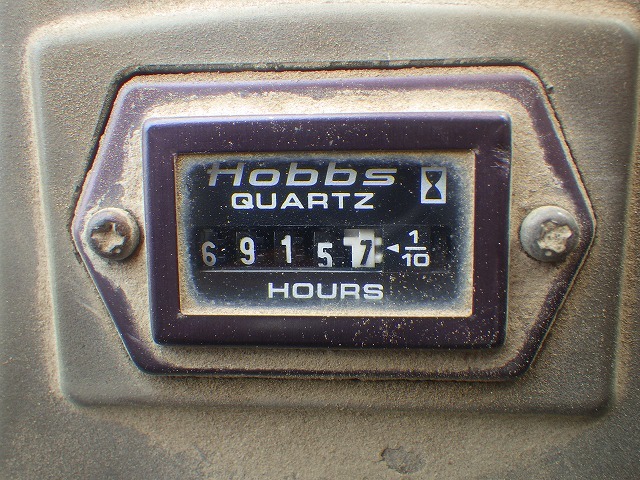 Hobbs
QUARTZ
6 9 1 5 7 ◄ 1/10
HOURS